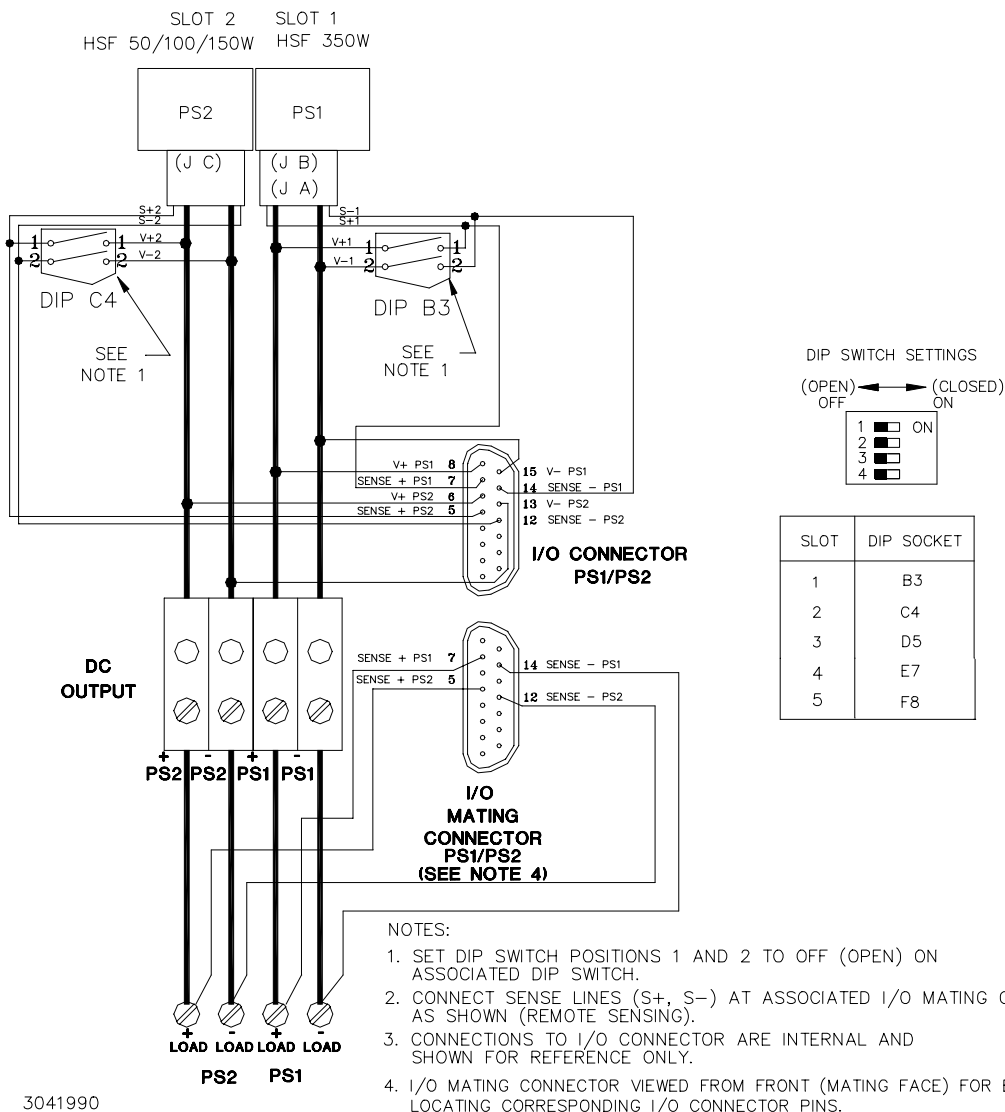 SLOT 2
HSF 50/100/150W
SLOT 1
HSF 350W
PS2
PS1
(J C)
(J B)
(J A)
S+2
S-2
S-1
S+1
1
2
V+2
V-2
1
2
V+1
V-1
1
2
1
2
DIP C4
DIP B3
SEE
NOTE 1
SEE
NOTE 1
DIP SWITCH SETTINGS
(OPEN) (CLOSED)
OFF ON
1 ON
2
3
4
V+ PS1 8
SENSE + PS1 7
V+ PS2 6
SENSE + PS2 5
15 V- PS1
14 SENSE - PS1
13 V- PS2
12 SENSE - PS2
I/O CONNECTOR
PS1/PS2
SLOT DIP SOCKET
1 B3
2 C4
3 D5
4 E7
5 F8
DC
OUTPUT
SENSE + PS1 7
SENSE + PS2 5
14 SENSE - PS1
12 SENSE - PS2
+ - + -
PS2 PS2 PS1 PS1
I/O
MATING
CONNECTOR
PS1/PS2
(SEE NOTE 4)
NOTES:
1. SET DIP SWITCH POSITIONS 1 AND 2 TO OFF (OPEN) ON
ASSOCIATED DIP SWITCH.
2. CONNECT SENSE LINES (S+, S-) AT ASSOCIATED I/O MATING
AS SHOWN (REMOTE SENSING).
3. CONNECTIONS TO I/O CONNECTOR ARE INTERNAL AND
SHOWN FOR REFERENCE ONLY.
4. I/O MATING CONNECTOR VIEWED FROM FRONT (MATING FACE) FOR
LOCATING CORRESPONDING I/O CONNECTOR PINS.
+ - + -
LOAD LOAD LOAD LOAD
PS2 PS1
3041990